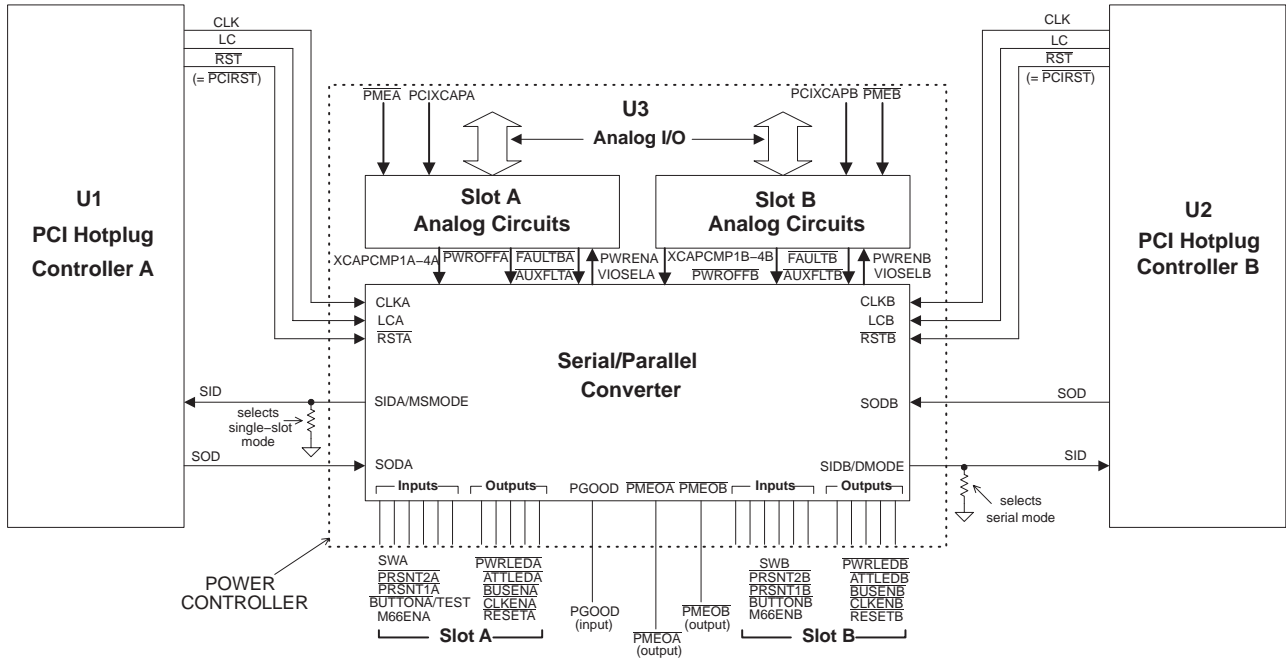 CLK
LC
RST
(= PCIRST)
CLK
LC
RST
(= PCIRST)
PMEA
PCIXCAPA
U3
Analog I/O
PCIXCAPB
PMEB
U1
PCI Hotplug
Controller A
Slot A
Analog Circuits
Slot B
Analog Circuits
U2
PCI Hotplug
Controller B
XCAPCMP1A−4A
PWROFFA
FAULTBA
AUXFLTA
PWRENA
VIOSELA
XCAPCMP1B−4B
PWROFFB
FAULTB
AUXFLTB
PWRENB
VIOSELB
CLKA
LCA
RSTA
CLKB
LCB
RSTB
Serial/Parallel
Converter
SID
SIDA/MSMODE
selects
single−slot
mode
SODB
SOD
SOD
SODA
SIDB/DMODE
SID
selects
serial mode
Inputs
Outputs
PGOOD
PMEOA
PMEOB
Inputs
Outputs
POWER
CONTROLLER
SWA
PRSNT2A
PRSNT1A
BUTTONA/TEST
M66ENA
PWRLEDA
ATTLEDA
BUSENA
CLKENA
RESETA
Slot A
PGOOD
(input)
PMEOA
(output)
PMEOB
(output)
SWB
PRSNT2B
PRSNT1B
BUTTONB
M66ENB
PWRLEDB
ATTLEDB
BUSENB
CLKENB
RESETB
Slot B